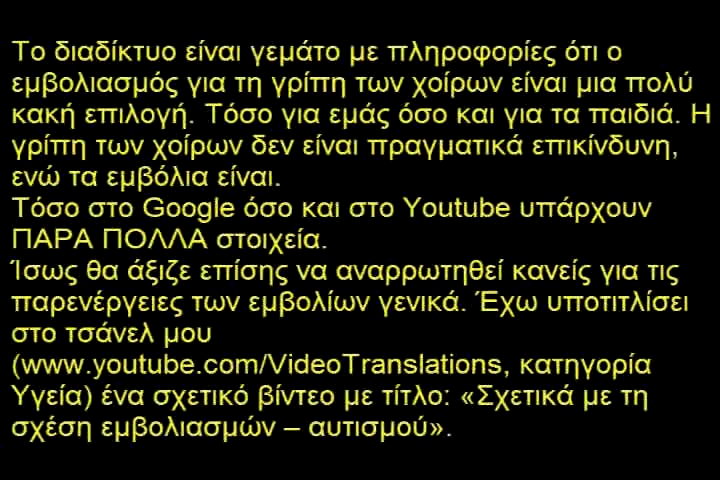 Το διαδίκτυο είναι γεμάτο με πληροφορίες ότι ο
εμβολιασμός για τη γρίπη των χοίρων είναι μια πολύ
κακή επιλογή. Τόσο για εμάς όσο και για τα παιδιά. Η
γρίπη των χοίρων δεν είναι πραγματικά επικίνδυνη,
ενώ τα εμβόλια είναι.
Τόσο στο Google όσο και στο Youtube υπάρχουν
ΠΑΡΑ ΠΟΛΛΑ στοιχεία.
Ίσως θα άξιζε επίσης να αναρρωτηθεί κανείς για τις
παρενέργειες των εμβολίων γενικά. Έχω υποτιτλίσει
στο τσάνελ μου
(www.youtube.com/VideoTranslations, κατηγορία
Υγεία) ένα σχετικό βίντεο με τίτλο: «Σχετικά με τη
σχέση εμβολιασμών – αυτισμού».